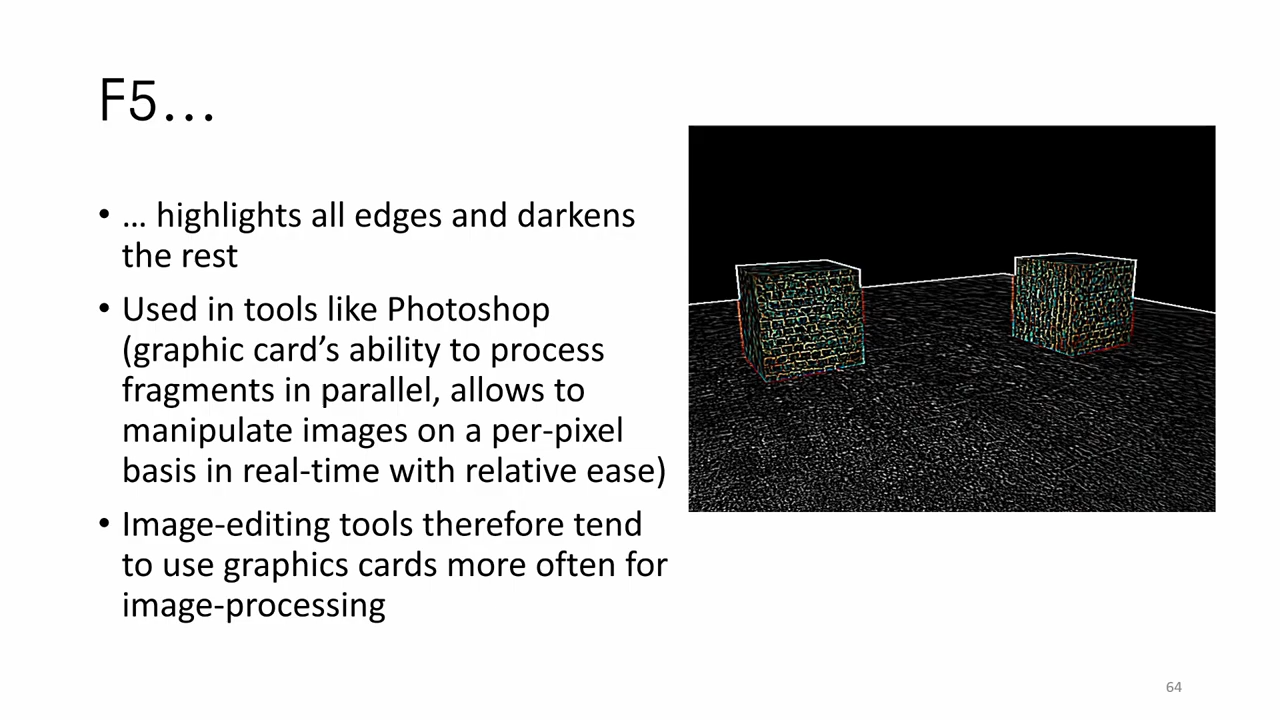 F5…
• … highlights all edges and darkens
the rest
• Used in tools like Photoshop
(graphic card’s ability to process
fragments in parallel, allows to
manipulate images on a per-pixel
basis in real-time with relative ease)
• Image-editing tools therefore tend
to use graphics cards more often for
image-processing
64